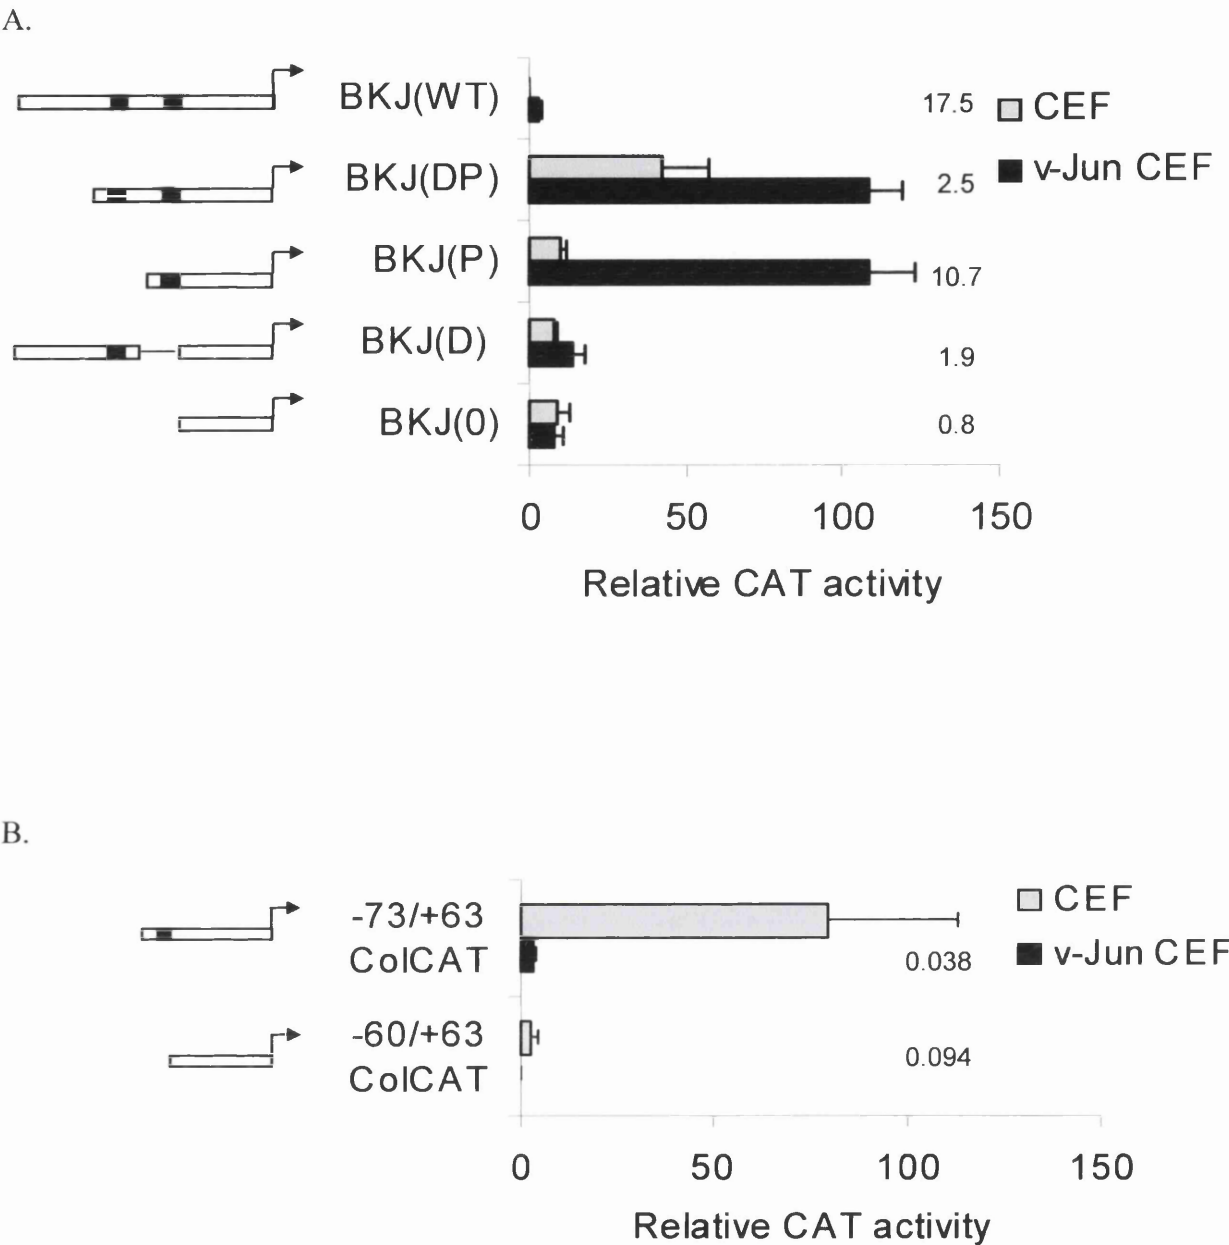 A.
BKJ(WT)
17.5
CEF
BKJ(DP)
2.5
v-Jun CEF
BKJ(P)
10.7
BKJ(D)
1.9
BKJ(0)
0.8
0 50 100 150
Relative CAT activity
B.
-73/+63
ColCAT
0.038
CEF
v-Jun CEF
-60/+63
ColCAT
0.094
0 50 100 150
Relative CAT activity